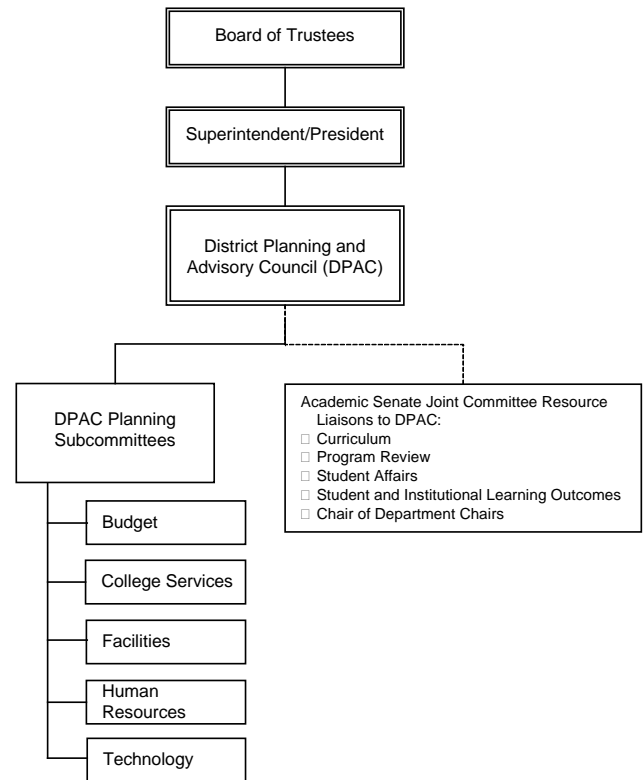 Board of Trustees
Superintendent/President
District Planning and
Advisory Council (DPAC)
DPAC Planning
Subcommittees
Budget
College Services
Facilities
Human
Resources
Technology
Academic Senate Joint Committee Resource
Liaisons to DPAC:
□ Curriculum
□ Program Review
□ Student Affairs
□ Student and Institutional Learning Outcomes
□ Chair of Department Chairs